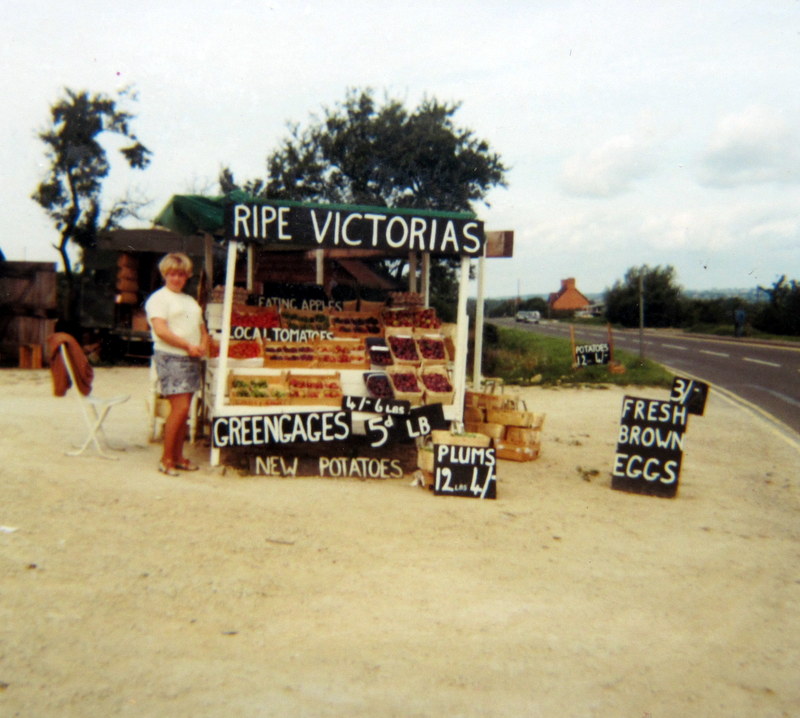 RIPE VICTORIAS
EATING APPLES
LOCAL TOMATOES
4/- 6 LBS
GREENGAGES 5d LB
NEW POTATOES
PLUMS
12 LBS 4/-
POTATOES
12 - 4/-
3/-
FRESH
BROWN
EGGS